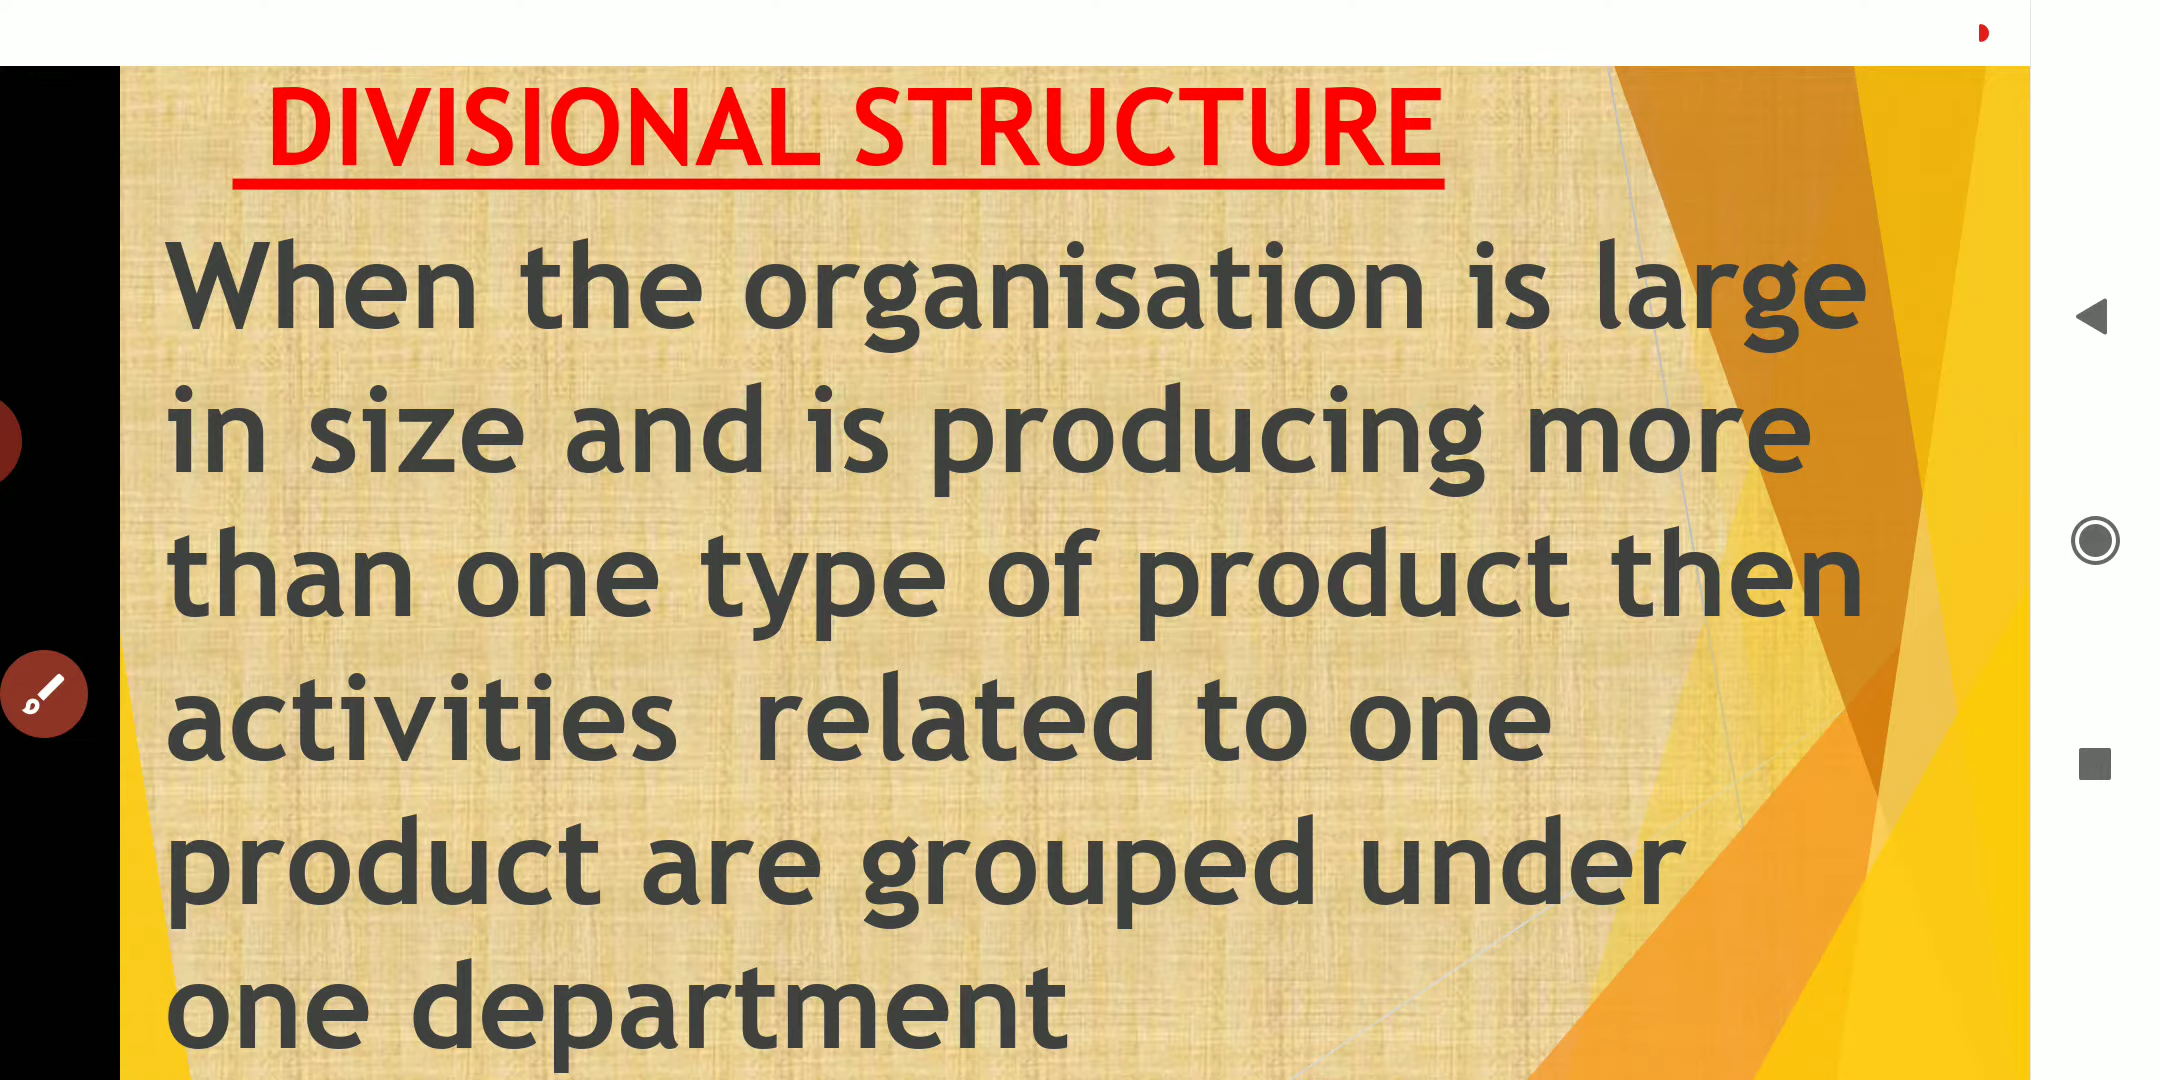 DIVISIONAL STRUCTURE
When the organisation is large
in size and is producing more
than one type of product then
activities  related to one
product are grouped under
one department